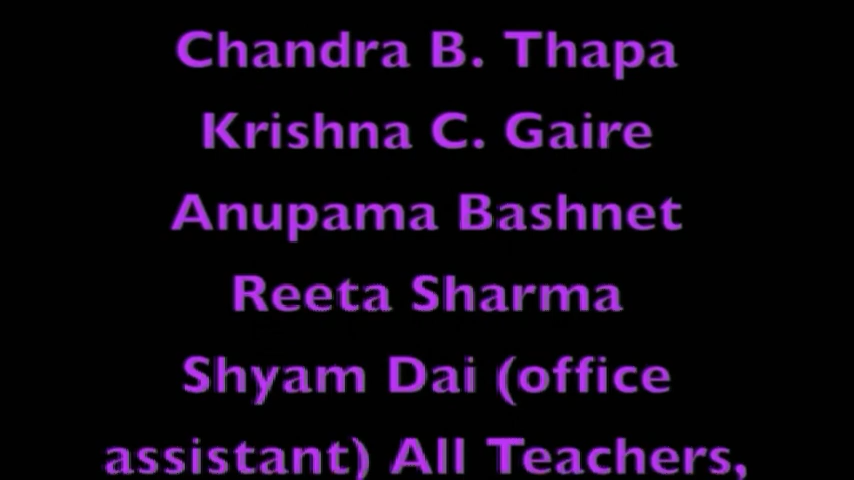 Chandra B. Thapa
Krishna C. Gaire
Anupama Bashnet
Reeta Sharma
Shyam Dai (office
assistant) All Teachers,